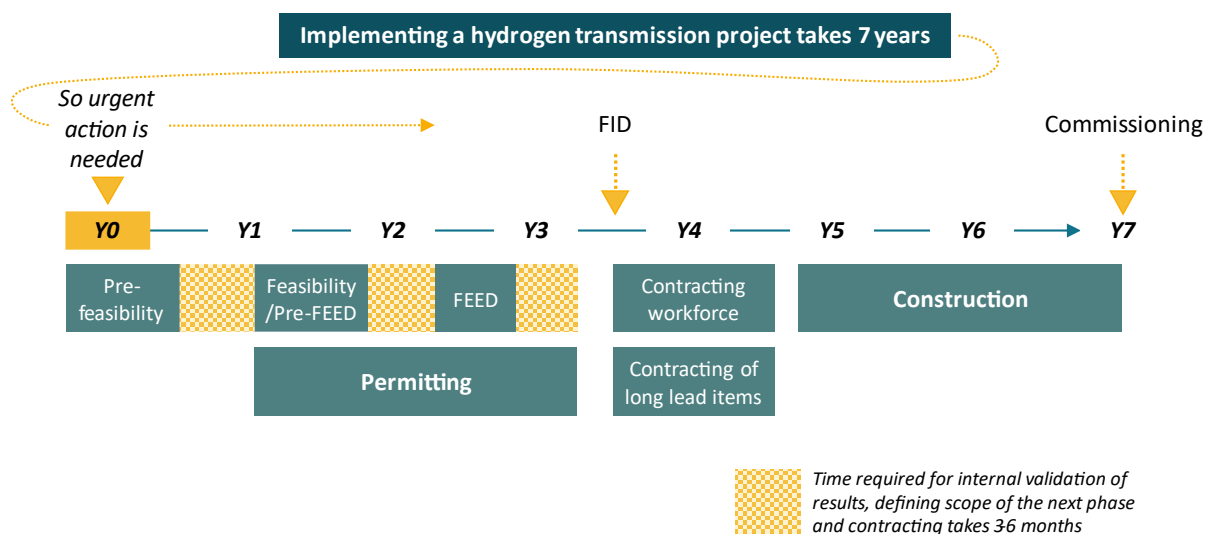 Implementing a hydrogen transmission project takes 7 years
So urgent
action is
needed
FID
Commissioning
Y0
Y1
Y2
Y3
Y4
Y5
Y6
Y7
Pre-
feasibility
Feasibility
/Pre-FEED
FEED
Contracting
workforce
Construction
Permitting
Contracting of
long lead items
Time required for internal validation of
results, defining scope of the next phase
and contracting takes 3-6 months